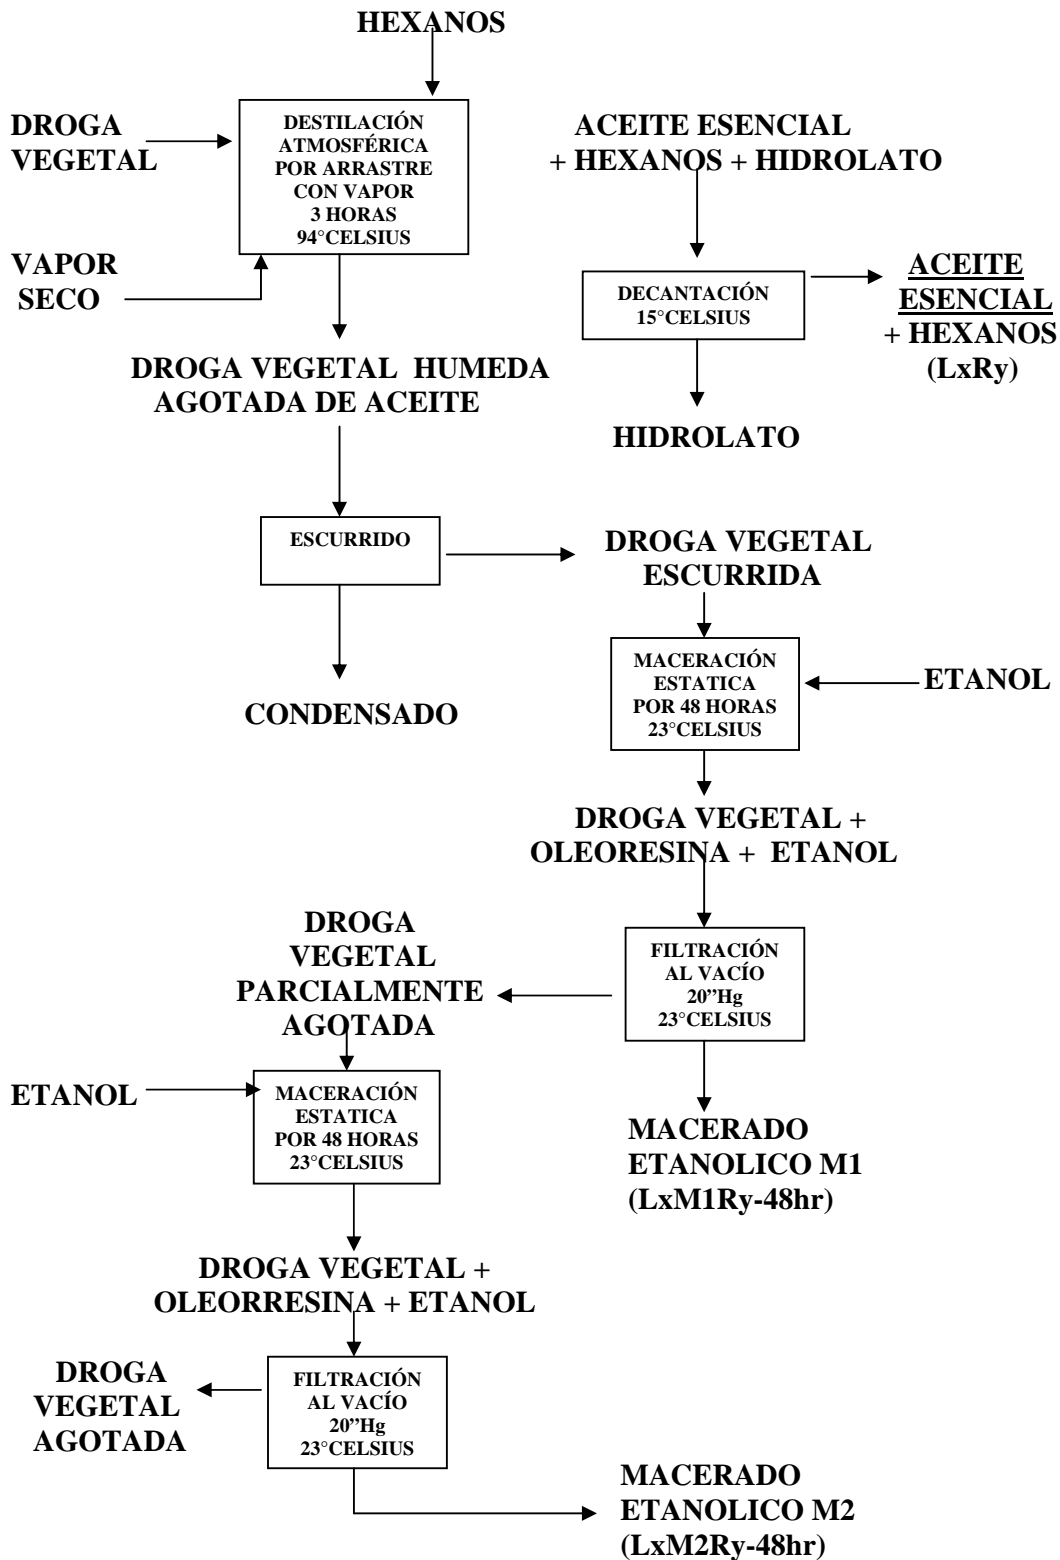 HEXANOS
DROGA
VEGETAL
DESTILACIÓN
ATMOSFÉRICA
POR ARRASTRE
CON VAPOR
3 HORAS
94°CELSIUS
VAPOR
SECO
ACEITE ESENCIAL
+ HEXANOS + HIDROLATO
DECANTACIÓN
15°CELSIUS
ACEITE
ESENCIAL
+ HEXANOS
(LxRy)
HIDROLATO
DROGA VEGETAL HUMEDA
AGOTADA DE ACEITE
ESCURRIDO
CONDENSADO
DROGA VEGETAL
ESCURRIDA
MACERACIÓN
ESTATICA
POR 48 HORAS
23°CELSIUS
ETANOL
DROGA VEGETAL +
OLEORESINA + ETANOL
FILTRACIÓN
AL VACÍO
20”Hg
23°CELSIUS
MACERADO
ETANOLICO M1
(LxM1Ry-48hr)
DROGA
VEGETAL
PARCIALMENTE
AGOTADA
ETANOL
MACERACIÓN
ESTATICA
POR 48 HORAS
23°CELSIUS
DROGA VEGETAL +
OLEORRESINA + ETANOL
FILTRACIÓN
AL VACÍO
20”Hg
23°CELSIUS
DROGA
VEGETAL
AGOTADA
MACERADO
ETANOLICO M2
(LxM2Ry-48hr)